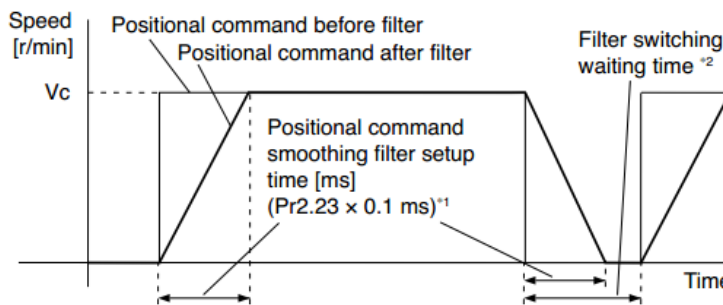 Speed
[r/min]
Positional command before filter
Positional command after filter
Filter switching
waiting time *2
Vc
Positional command
smoothing filter setup
time [ms]
(Pr2.23 × 0.1 ms)*1
Time